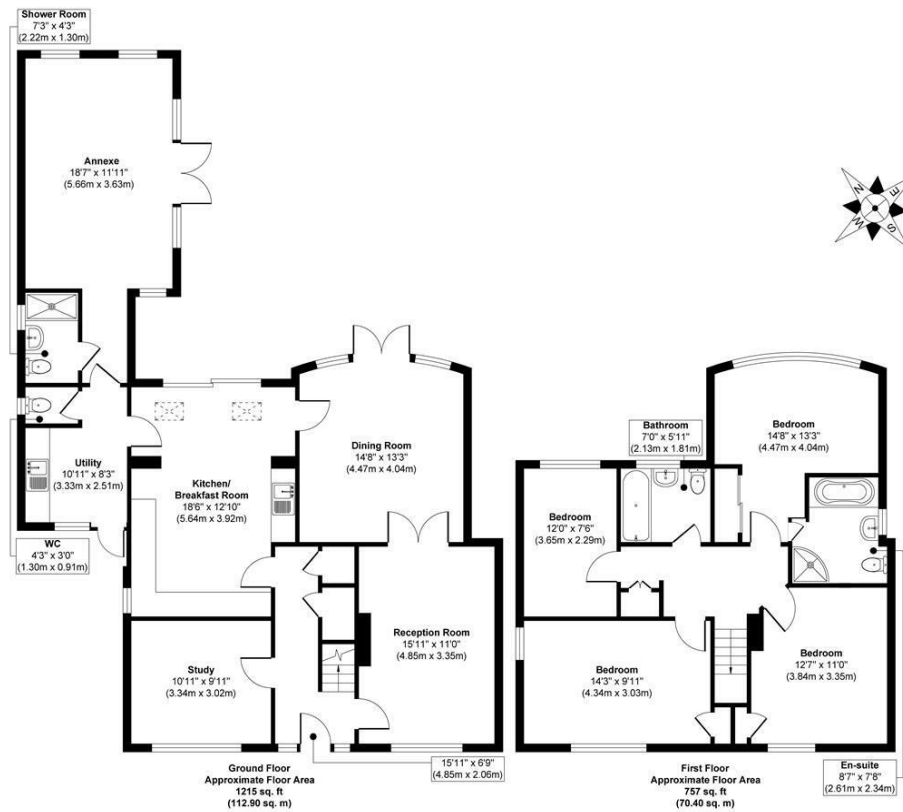 Shower Room
7'3" x 4'3"
(2.22m x 1.30m)
Annexe
18'7" x 11'11"
(5.66m x 3.63m)
N
E
S
W
Dining Room
14'8" x 13'3"
(4.47m x 4.04m)
Utility
10'11" x 8'3"
(3.33m x 2.51m)
Kitchen/
Breakfast Room
18'6" x 12'10"
(5.64m x 3.92m)
WC
4'3" x 3'0"
(1.30m x 0.91m)
Study
10'11" x 9'11"
(3.34m x 3.02m)
Reception Room
15'11" x 11'0"
(4.85m x 3.35m)
15'11" x 6'9"
(4.85m x 2.06m)
Ground Floor
Approximate Floor Area
1215 sq. ft
(112.90 sq. m)
Bathroom
7'0" x 5'11"
(2.13m x 1.81m)
Bedroom
14'8" x 13'3"
(4.47m x 4.04m)
Bedroom
12'0" x 7'6"
(3.65m x 2.29m)
Bedroom
14'3" x 9'11"
(4.34m x 3.03m)
Bedroom
12'7" x 11'0"
(3.84m x 3.35m)
En-suite
8'7" x 7'8"
(2.61m x 2.34m)
First Floor
Approximate Floor Area
757 sq. ft
(70.40 sq. m)